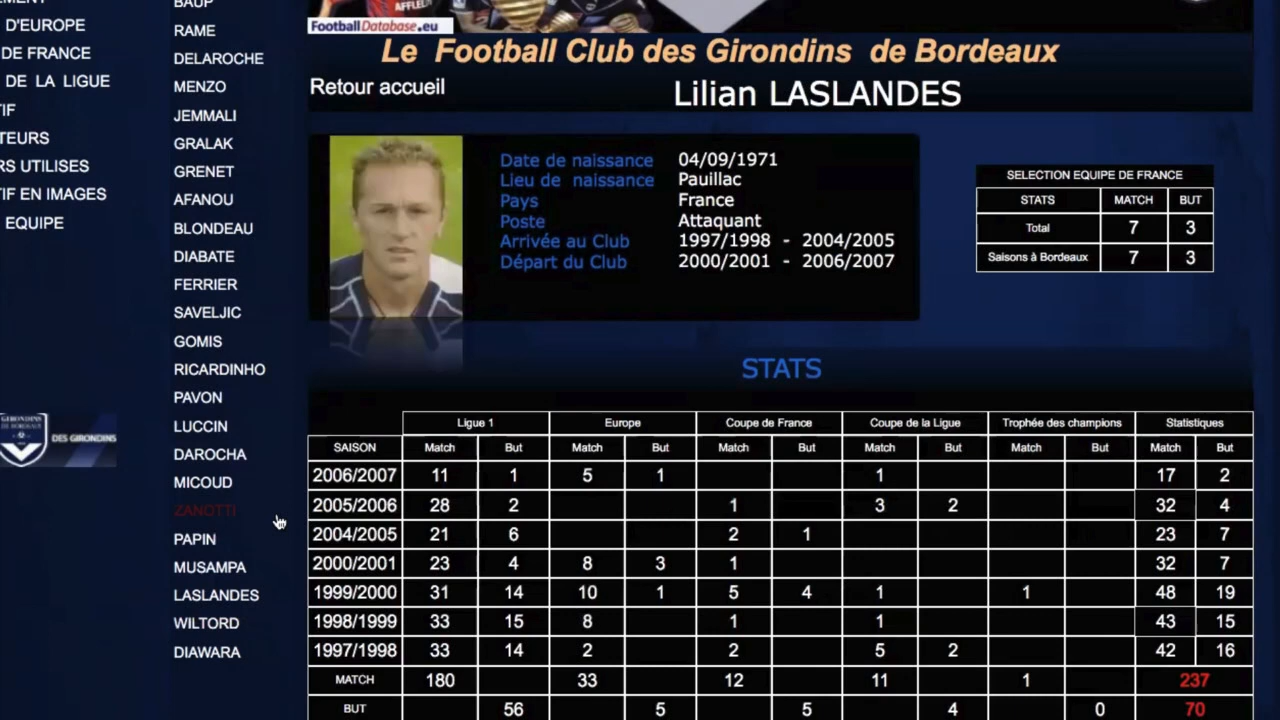 D'EUROPE
DE FRANCE
DE LA LIGUE
TIF
TEURS
RS UTILISES
TIF EN IMAGES
EQUIPE
GIRONDINS
DE BORDEAUX
DES GIRONDINS
BAUP
RAME
DELAROCHE
MENZO
JEMMALI
GRALAK
GRENET
AFANOU
BLONDEAU
DIABATE
FERRIER
SAVELJIC
GOMIS
RICARDINHO
PAVON
LUCCIN
DAROCHA
MICOUD
ZANOTTI
PAPIN
MUSAMPA
LASLANDES
WILTORD
DIAWARA
FootballDatabase.eu
Le Football Club des Girondins de Bordeaux
Retour accueil
Lilian LASLANDES
Date de naissance 04/09/1971
Lieu de naissance Pauillac
Pays France
Poste Attaquant
Arrivée au Club 1997/1998 - 2004/2005
Départ du Club 2000/2001 - 2006/2007
SELECTION EQUIPE DE FRANCE
STATS MATCH BUT
Total 7 3
Saisons à Bordeaux 7 3
STATS
Ligue 1 Europe Coupe de France Coupe de la Ligue Trophée des champions Statistiques
SAISON Match But Match But Match But Match But Match But Match But
2006/2007 11 1 5 1 1 17 2
2005/2006 28 2 1 3 2 32 4
2004/2005 21 6 2 1 23 7
2000/2001 23 4 8 3 1 32 7
1999/2000 31 14 10 1 5 4 1 1 48 19
1998/1999 33 15 8 1 1 43 15
1997/1998 33 14 2 2 5 2 42 16
MATCH 180 33 12 11 1 237
BUT 56 5 5 4 0 70